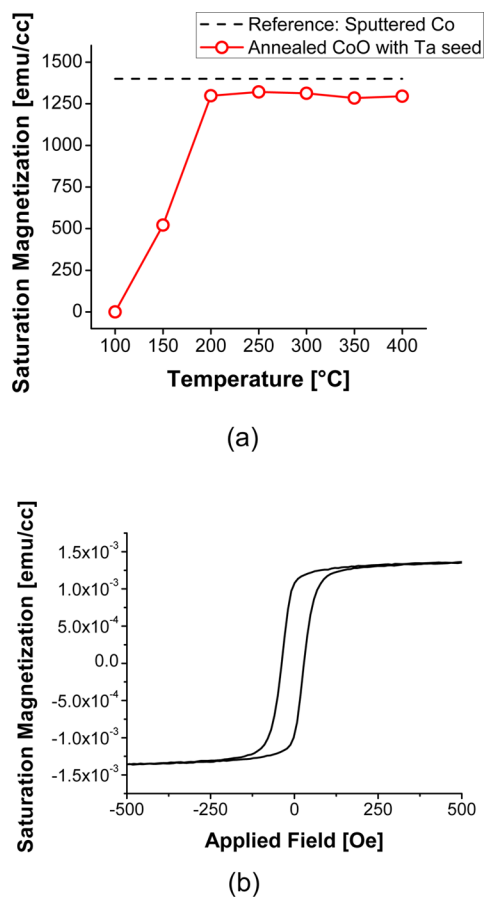 Reference: Sputtered Co
Annealed CoO with Ta seed
Saturation Magnetization [emu/cc]
1500
1250
1000
750
500
250
0
100 150 200 250 300 350 400
Temperature [°C]
(a)
Saturation Magnetization [emu/cc]
1.5x10⁻³
1.0x10⁻³
5.0x10⁻⁴
0.0
-5.0x10⁻⁴
-1.0x10⁻³
-1.5x10⁻³
-500 -250 0 250 500
Applied Field [Oe]
(b)